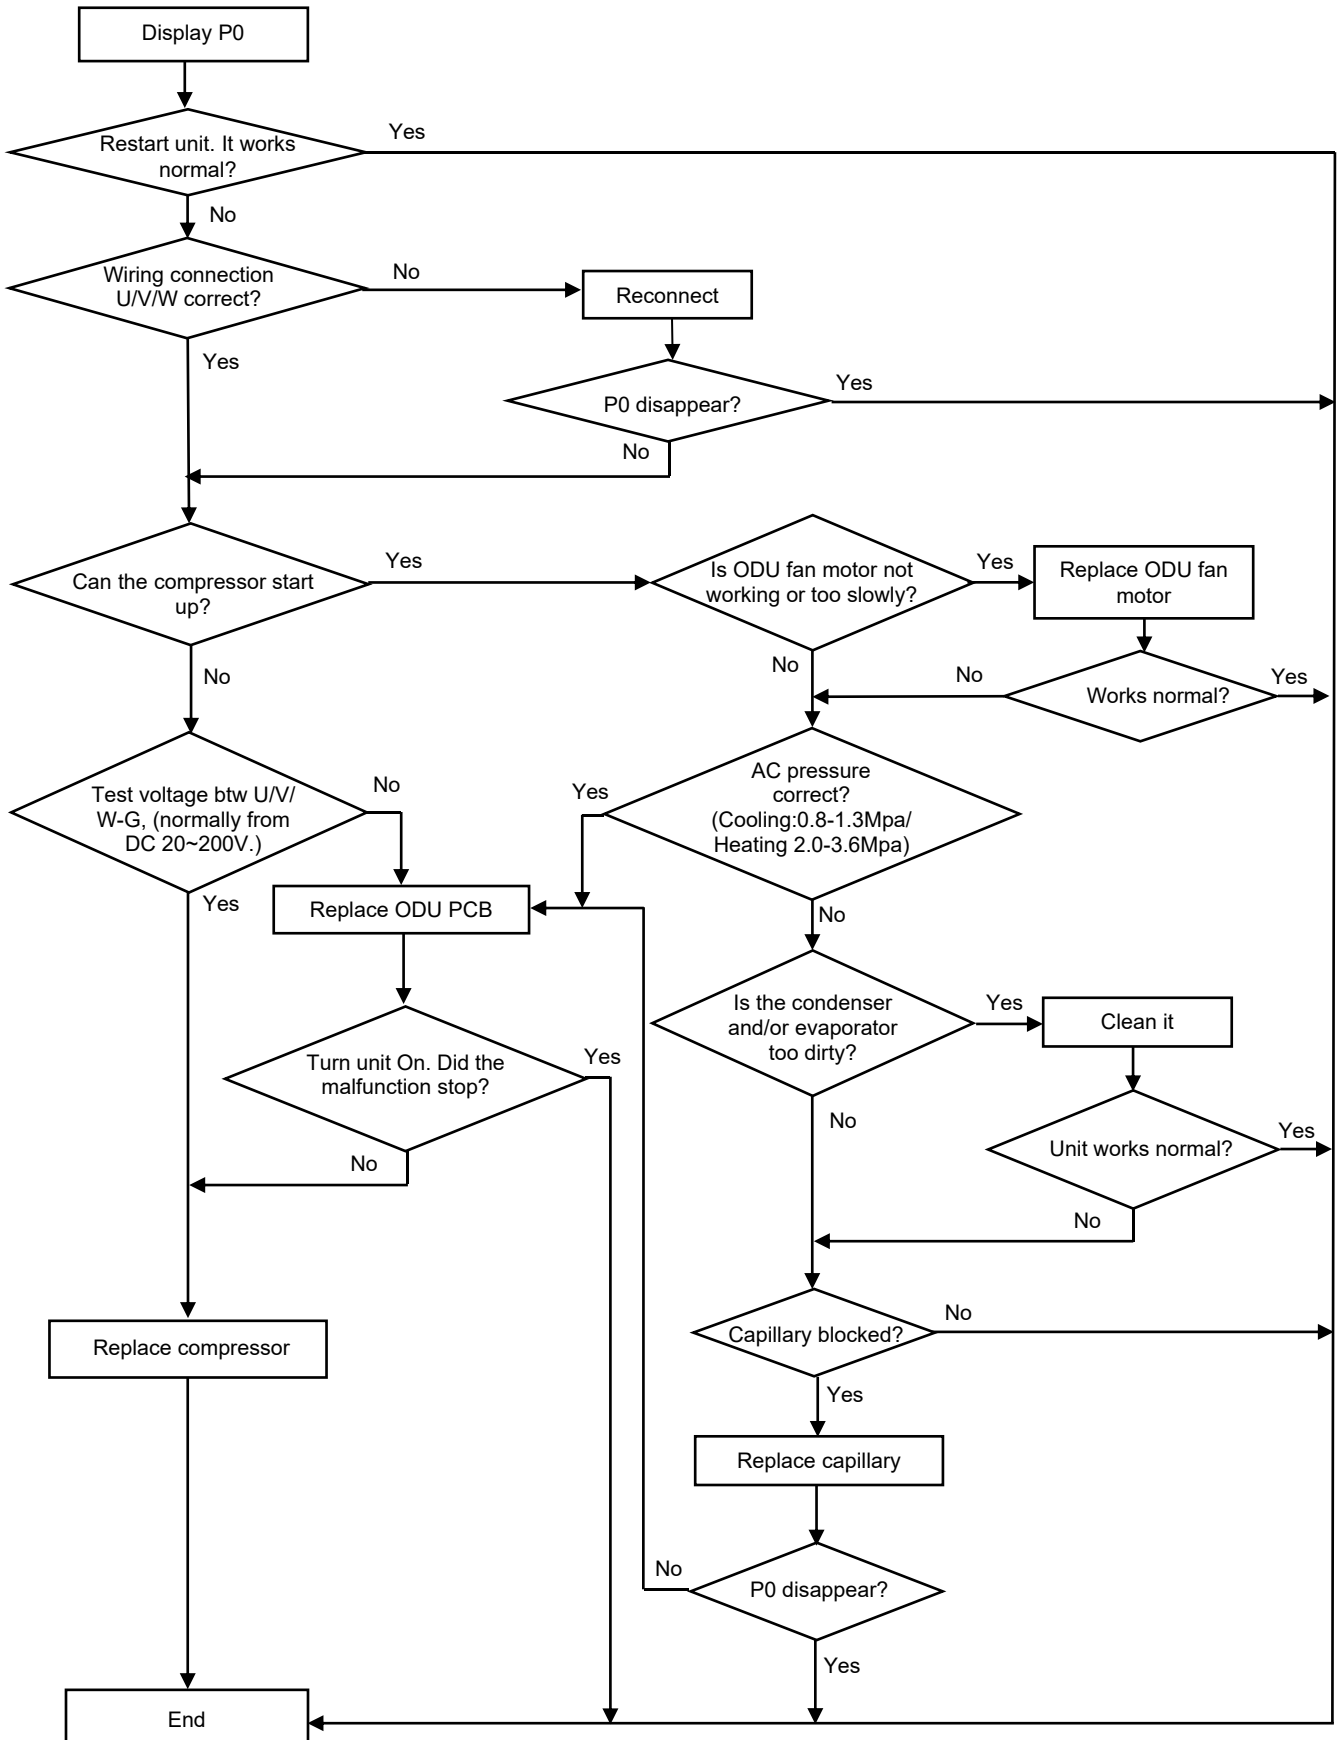 Display P0
Restart unit. It works
normal?
Yes
No
Wiring connection
U/V/W correct?
No
Reconnect
Yes
P0 disappear?
Yes
No
Can the compressor start
up?
Yes
Is ODU fan motor not
working or too slowly?
Yes
Replace ODU fan
motor
No
No
No
Works normal?
Yes
Test voltage btw U/V/
W-G, (normally from
DC 20~200V.)
No
Yes
AC pressure
correct?
(Cooling:0.8-1.3Mpa/
Heating 2.0-3.6Mpa)
Yes
Replace ODU PCB
No
Is the condenser
and/or evaporator
too dirty?
Yes
Clean it
Turn unit On. Did the
malfunction stop?
Yes
No
No
Unit works normal?
Yes
No
Capillary blocked?
No
Replace compressor
Yes
Replace capillary
No
P0 disappear?
Yes
End